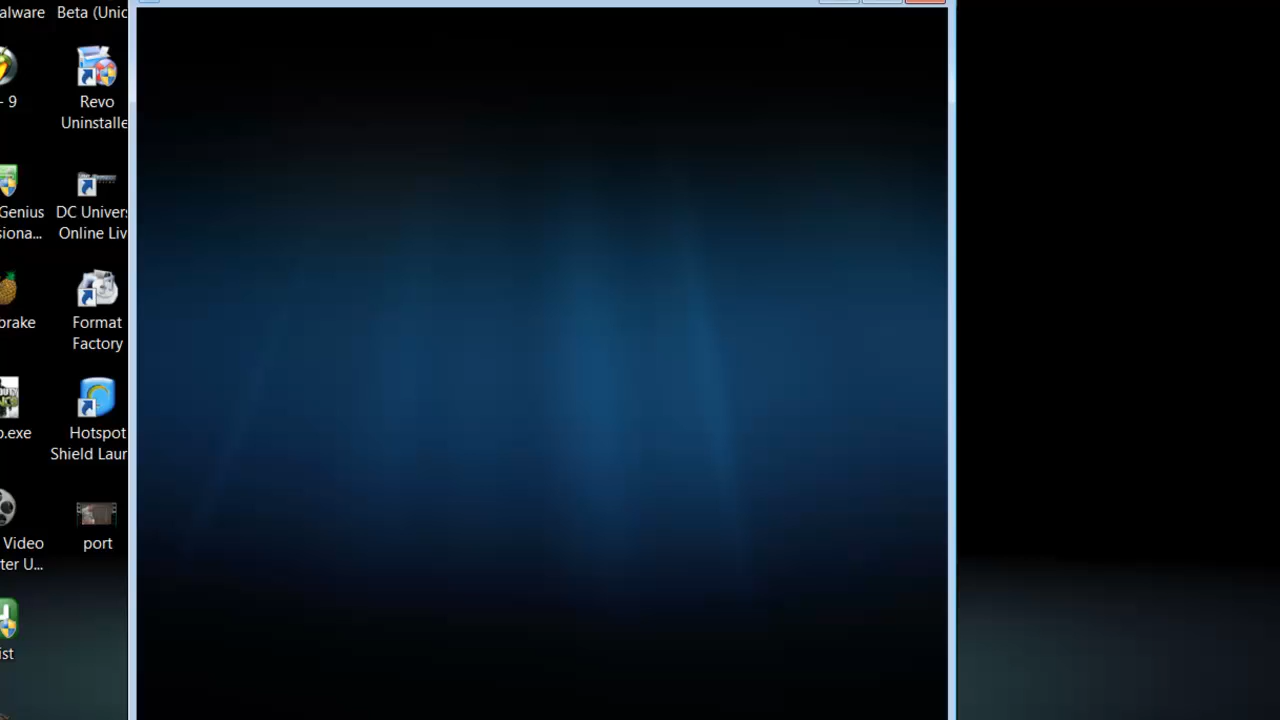 alware
Beta (Unic
- 9
Revo
Uninstalle
Genius
siona...
DC Univers
Online Liv
brake
Format
Factory
o.exe
Hotspot
Shield Laun
Video
ter U...
port
ist